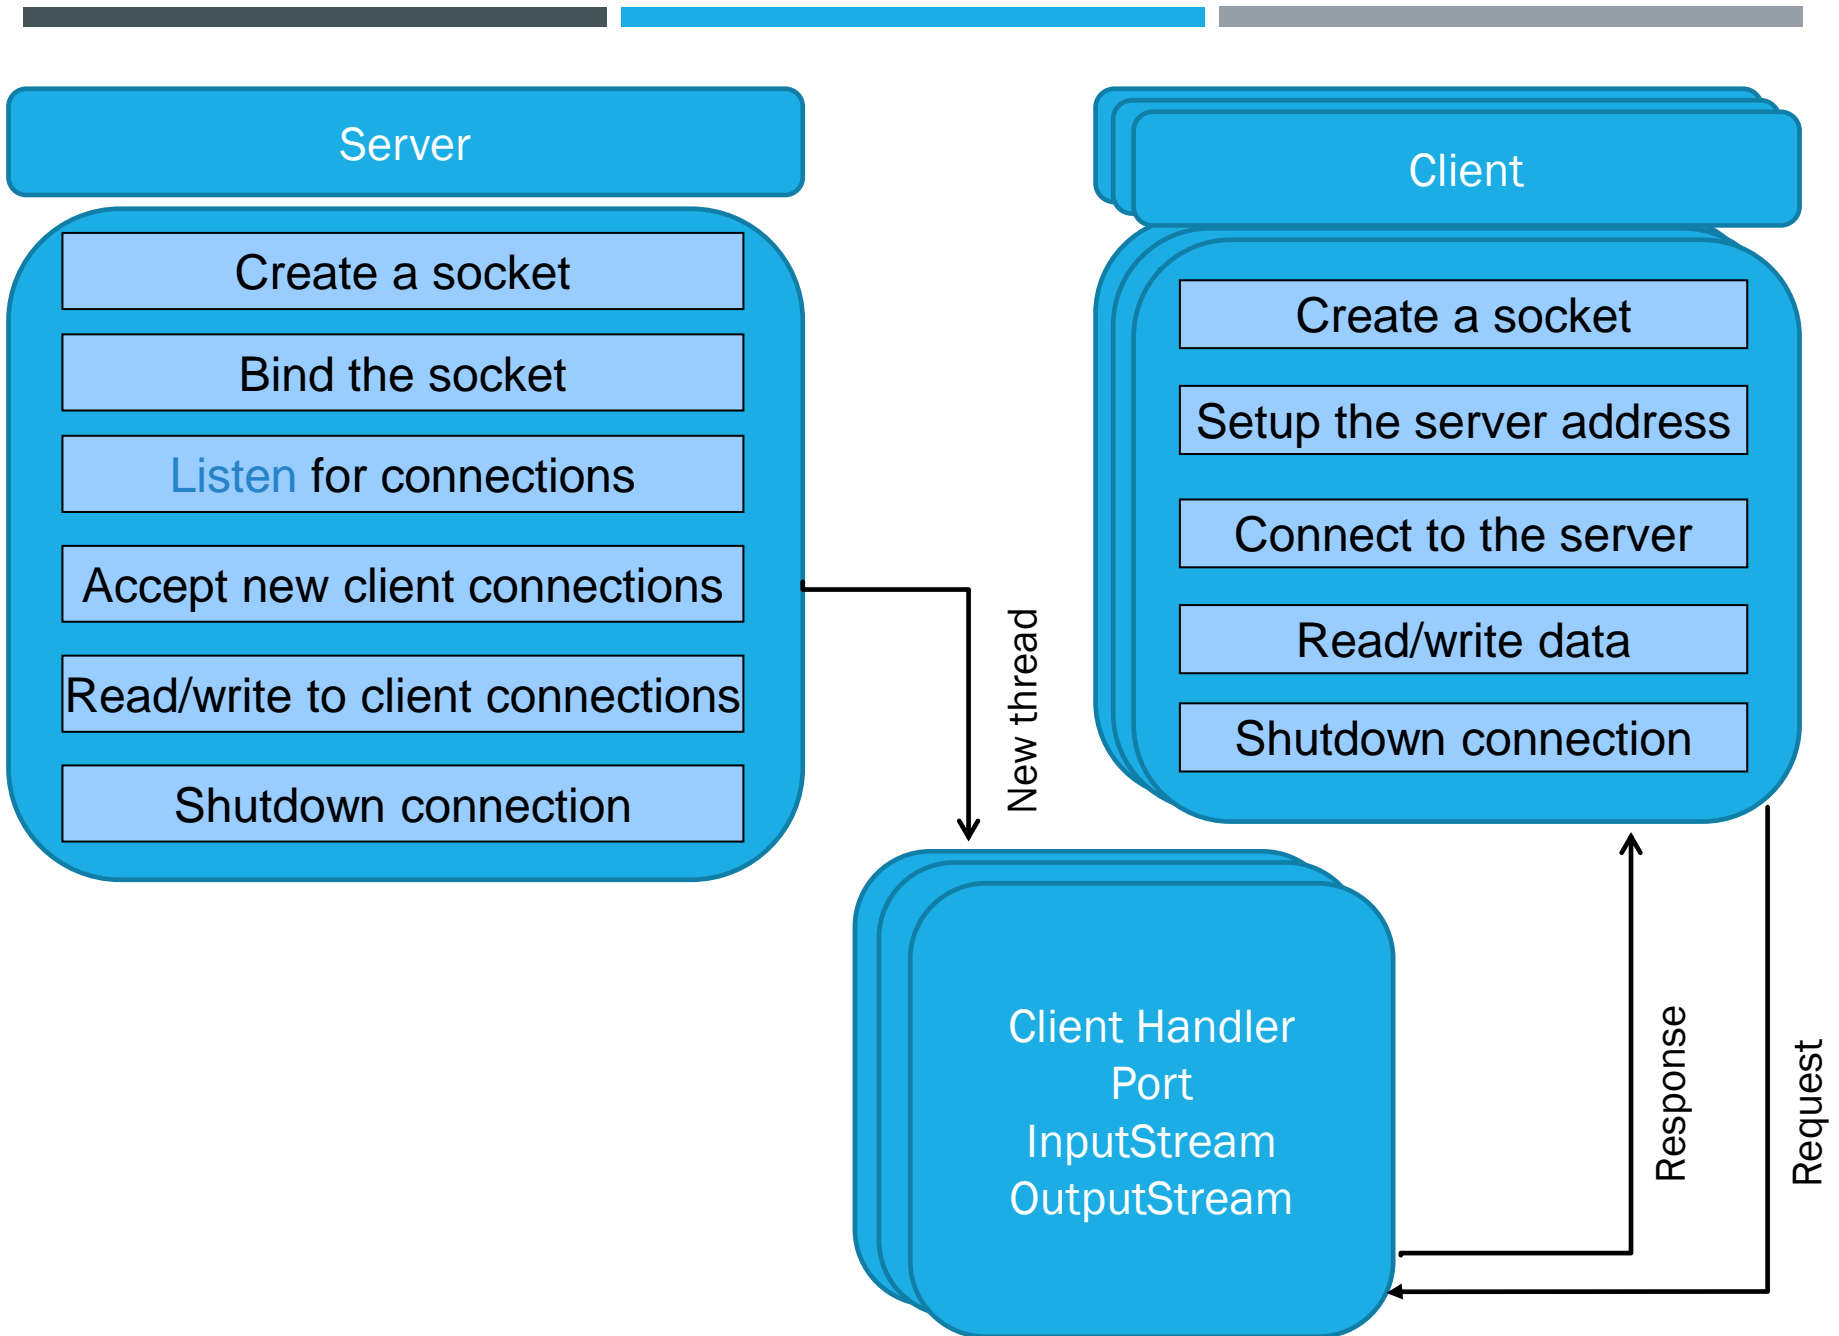 Server
Create a socket
Bind the socket
Listen for connections
Accept new client connections
Read/write to client connections
Shutdown connection
New thread
Client
Create a socket
Setup the server address
Connect to the server
Read/write data
Shutdown connection
Client Handler
Port
InputStream
OutputStream
Response
Request